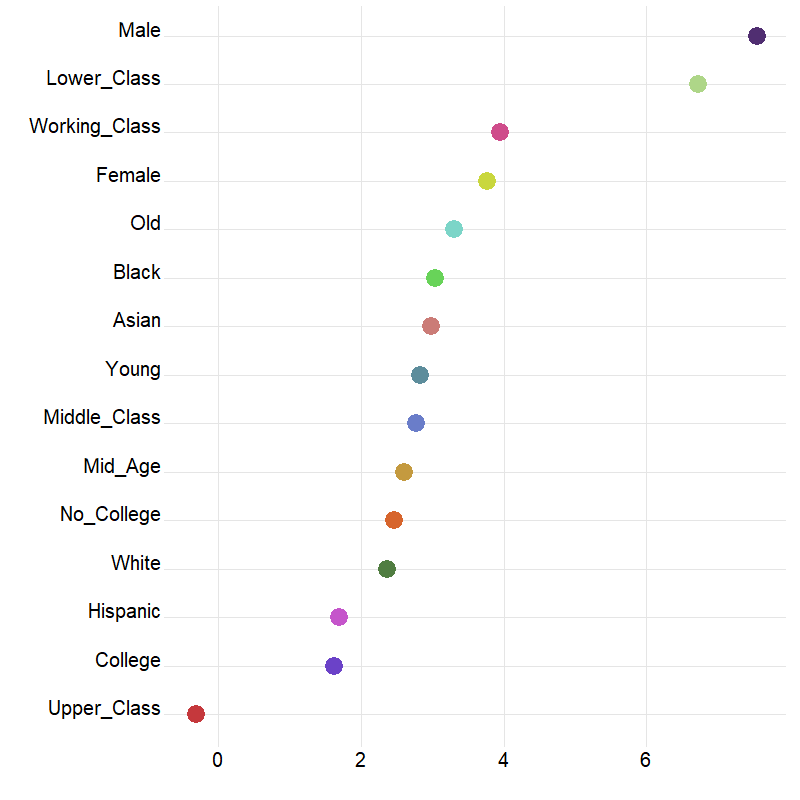 Male
Lower_Class
Working_Class
Female
Old
Black
Asian
Young
Middle_Class
Mid_Age
No_College
White
Hispanic
College
Upper_Class
0 2 4 6